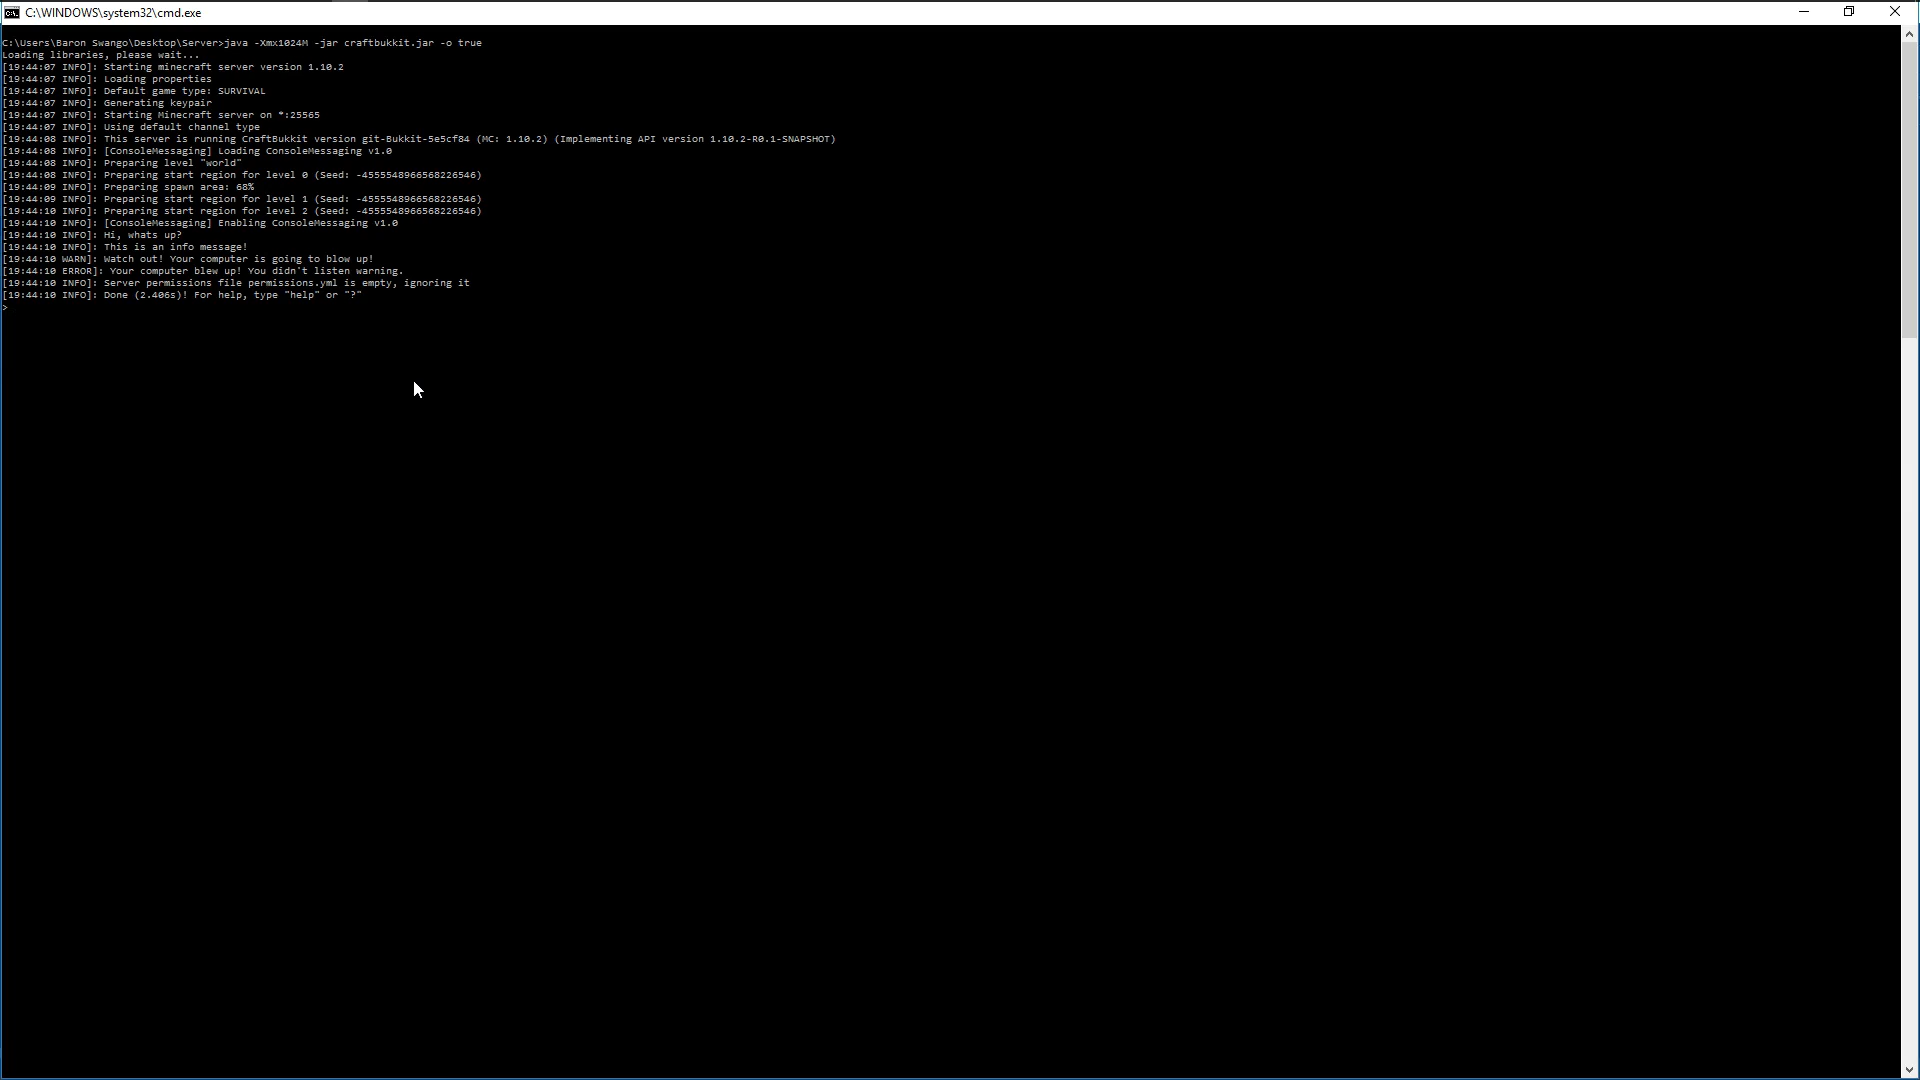 C:\WINDOWS\system32\cmd.exe
C:\Users\Baron Swango\Desktop\Server>java -Xmx1024M -jar craftbukkit.jar -o true
Loading libraries, please wait...
[19:44:07 INFO]: Starting minecraft server version 1.10.2
[19:44:07 INFO]: Loading properties
[19:44:07 INFO]: Default game type: SURVIVAL
[19:44:07 INFO]: Generating keypair
[19:44:07 INFO]: Starting Minecraft server on *:25565
[19:44:07 INFO]: Using default channel type
[19:44:08 INFO]: This server is running CraftBukkit version git-Bukkit-5e5cf84 (MC: 1.10.2) (Implementing API version 1.10.2-R0.1-SNAPSHOT)
[19:44:08 INFO]: [ConsoleMessaging] Loading ConsoleMessaging v1.0
[19:44:08 INFO]: Preparing level "world"
[19:44:08 INFO]: Preparing start region for level 0 (Seed: -4555548966568226546)
[19:44:09 INFO]: Preparing spawn area: 68%
[19:44:09 INFO]: Preparing start region for level 1 (Seed: -4555548966568226546)
[19:44:10 INFO]: Preparing start region for level 2 (Seed: -4555548966568226546)
[19:44:10 INFO]: [ConsoleMessaging] Enabling ConsoleMessaging v1.0
[19:44:10 INFO]: Hi, whats up?
[19:44:10 INFO]: This is an info message!
[19:44:10 WARN]: Watch out! Your computer is going to blow up!
[19:44:10 ERROR]: Your computer blew up! You didn't listen warning.
[19:44:10 INFO]: Server permissions file permissions.yml is empty, ignoring it
[19:44:10 INFO]: Done (2.406s)! For help, type "help" or "?"
>